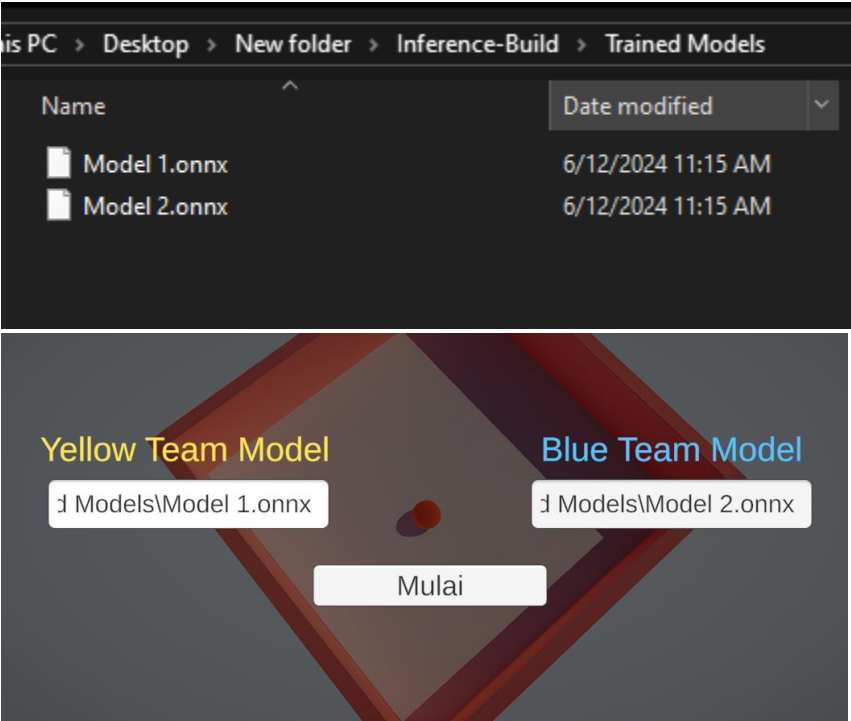 is PC > Desktop > New folder > Inference-Build > Trained Models
Name Date modified
Model 1.onnx 6/12/2024 11:15 AM
Model 2.onnx 6/12/2024 11:15 AM
Yellow Team Model Blue Team Model
d Models\Model 1.onnx d Models\Model 2.onnx
Mulai